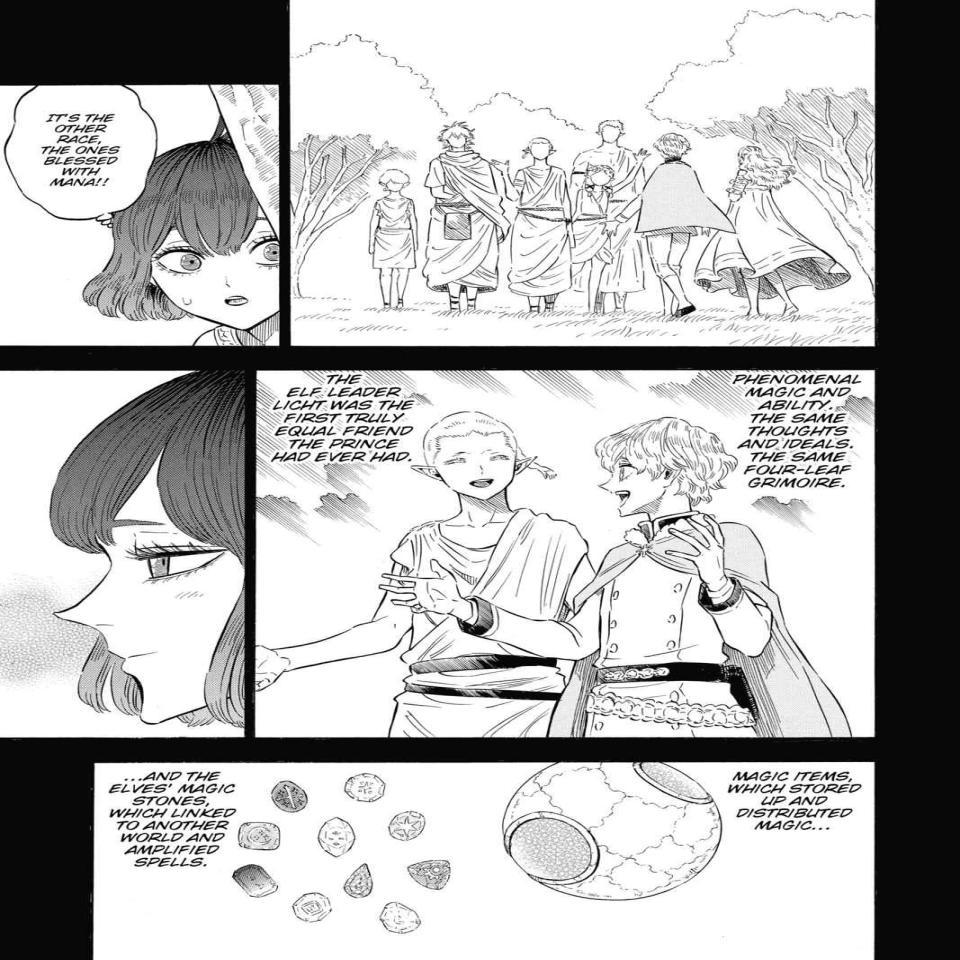 IT'S THE
OTHER
RACE,
THE ONES
BLESSED
WITH
MANA!!
PHENOMENAL
MAGIC AND
ABILITY.
THE SAME
THOUGHTS
AND IDEALS.
THE SAME
FOUR-LEAF
GRIMOIRE.
THE
ELF LEADER
LICHT WAS THE
FIRST TRULY
EQUAL FRIEND
THE PRINCE
HAD EVER HAD.
MAGIC ITEMS,
WHICH STORED
UP AND
DISTRIBUTED
MAGIC...
...AND THE
ELVES' MAGIC
STONES,
WHICH LINKED
TO ANOTHER
WORLD AND
AMPLIFIED
SPELLS.